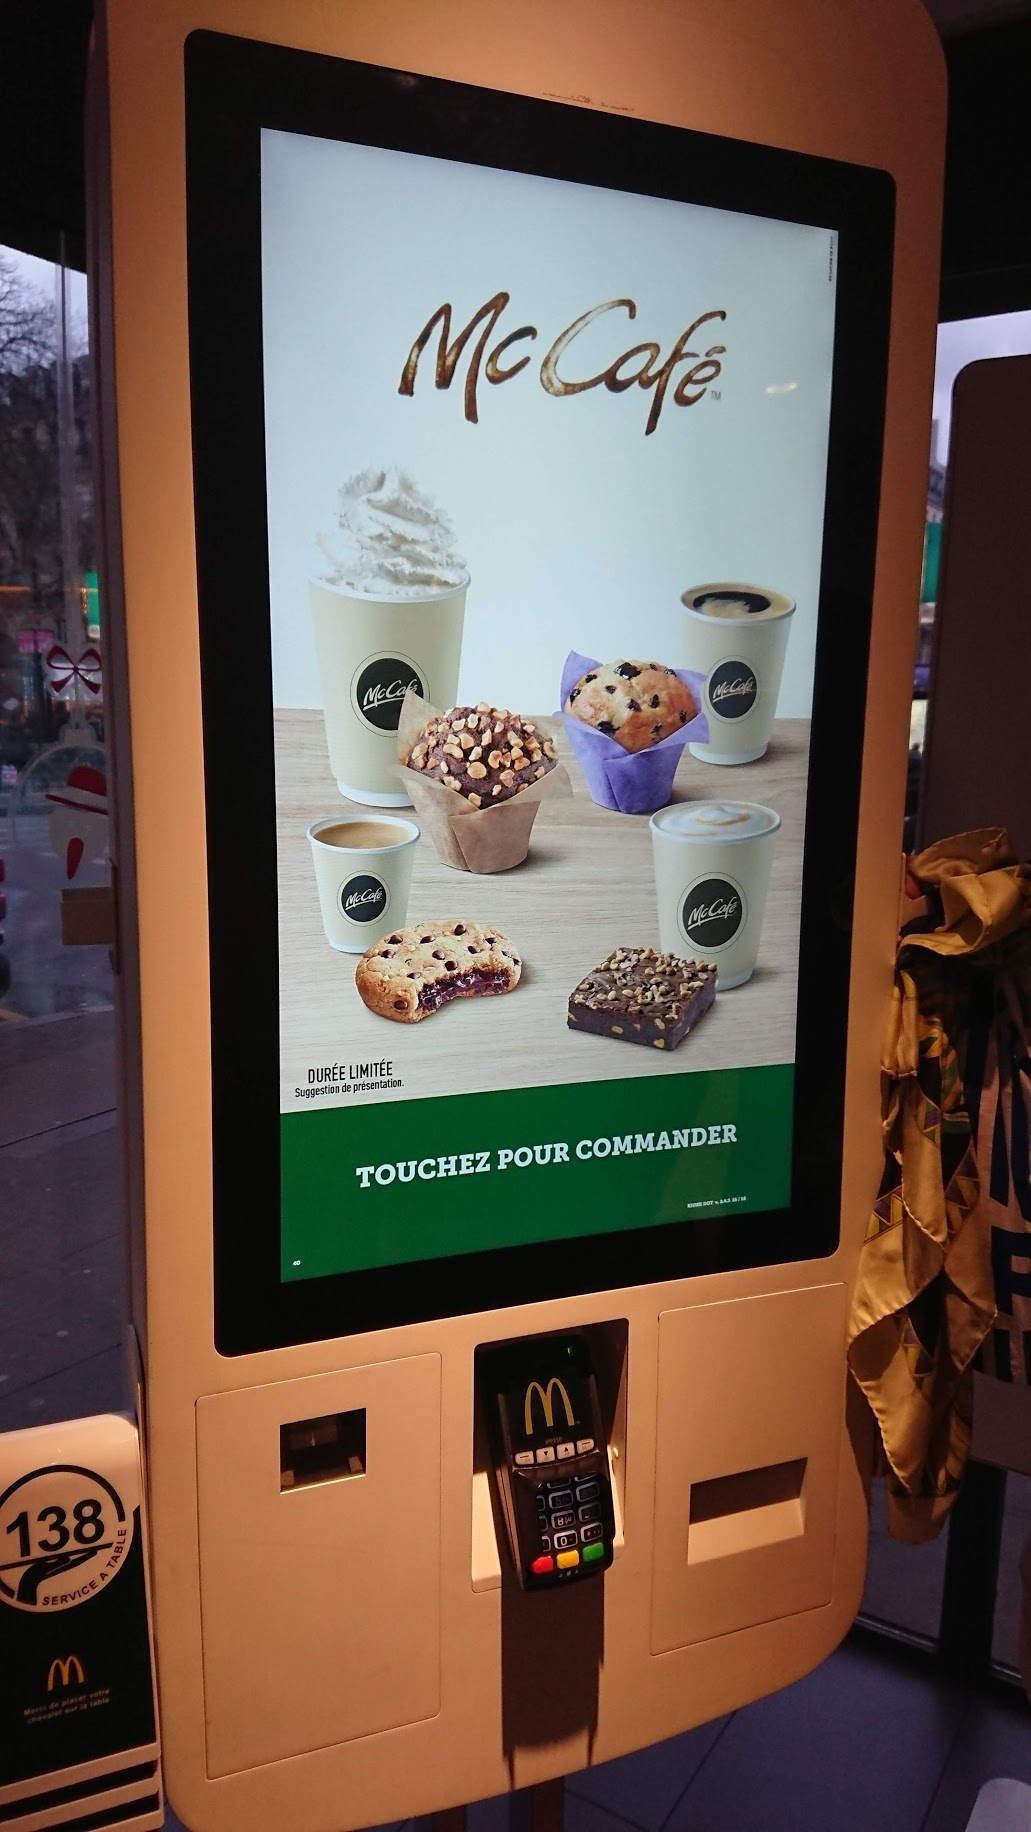 McCafé™
McCafé
McCafé
McCafé
McCafé
DURÉE LIMITÉE
Suggestion de présentation.
TOUCHEZ POUR COMMANDER
40
138
SERVICE A TABLE
Merci de placer votre
chevalet sur la table